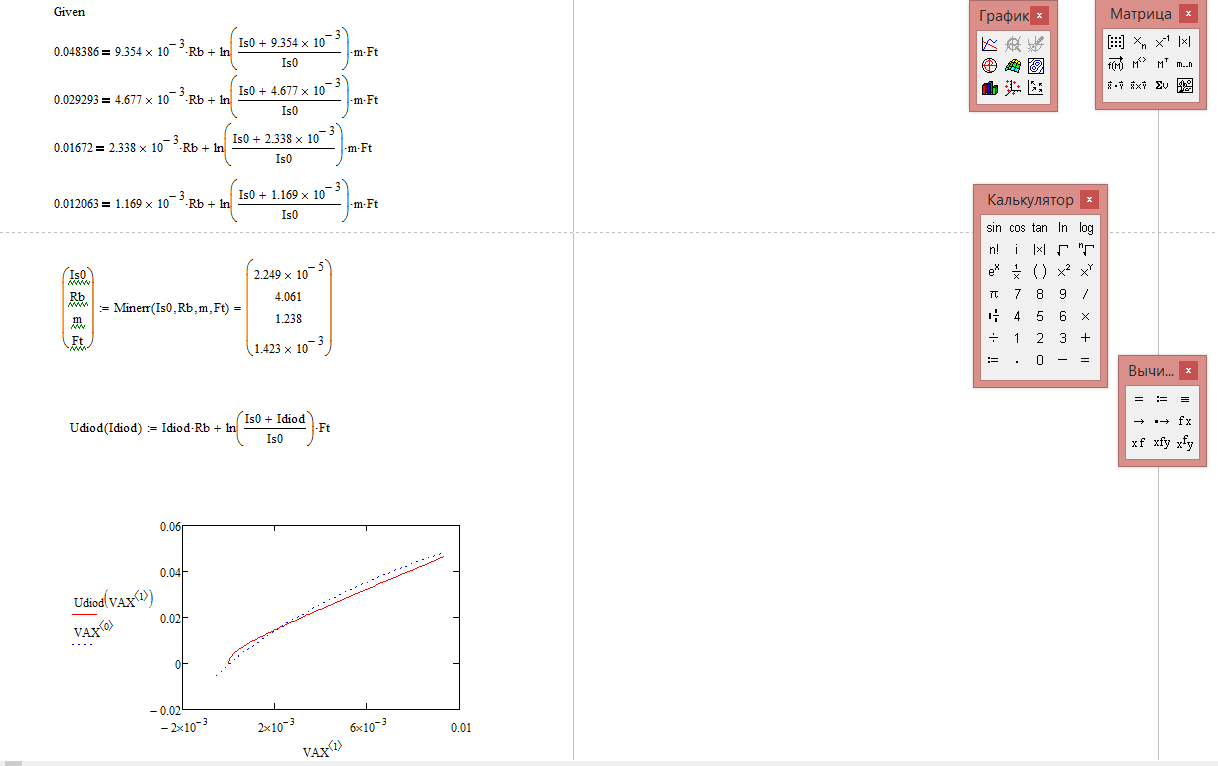 Given
0.048386 = 9.354 × 10^-3·Rb + ln((Is0 + 9.354 × 10^-3)/Is0)·m·Ft
0.029293 = 4.677 × 10^-3·Rb + ln((Is0 + 4.677 × 10^-3)/Is0)·m·Ft
0.01672 = 2.338 × 10^-3·Rb + ln((Is0 + 2.338 × 10^-3)/Is0)·m·Ft
0.012063 = 1.169 × 10^-3·Rb + ln((Is0 + 1.169 × 10^-3)/Is0)·m·Ft
Is0
Rb
m
Ft
:= Minerr(Is0,Rb,m,Ft) =
2.249 × 10^-5
4.061
1.238
1.423 × 10^-3
Udiod(Idiod) := Idiod·Rb + ln((Is0 + Idiod)/Is0)·Ft
0.06
0.04
0.02
0
− 0.02
Udiod(VAX^⟨1⟩)
VAX^⟨0⟩
− 2×10^-3
2×10^-3
6×10^-3
0.01
VAX^⟨1⟩
График x
Матрица x
Xn X^-1 |x|
f(M) M^<> M^T m..n
x·y x×y Σv
Калькулятор x
sin cos tan ln log
n! i |x| √ n√
e^x 1/x ( ) x^2 x^Y
π 7 8 9 /
4 5 6 ×
÷ 1 2 3 +
:= . 0 − =
Вычи... x
= := ≡
→ ▪→ fx
xf xfy xfy